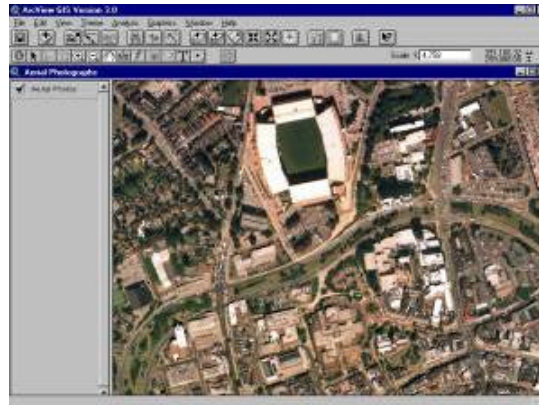 ArcView GIS Version 3.0
File Edit View Theme Analysis Graphics Window Help
Scale 1:
Aerial Photographs
Aerial Photos